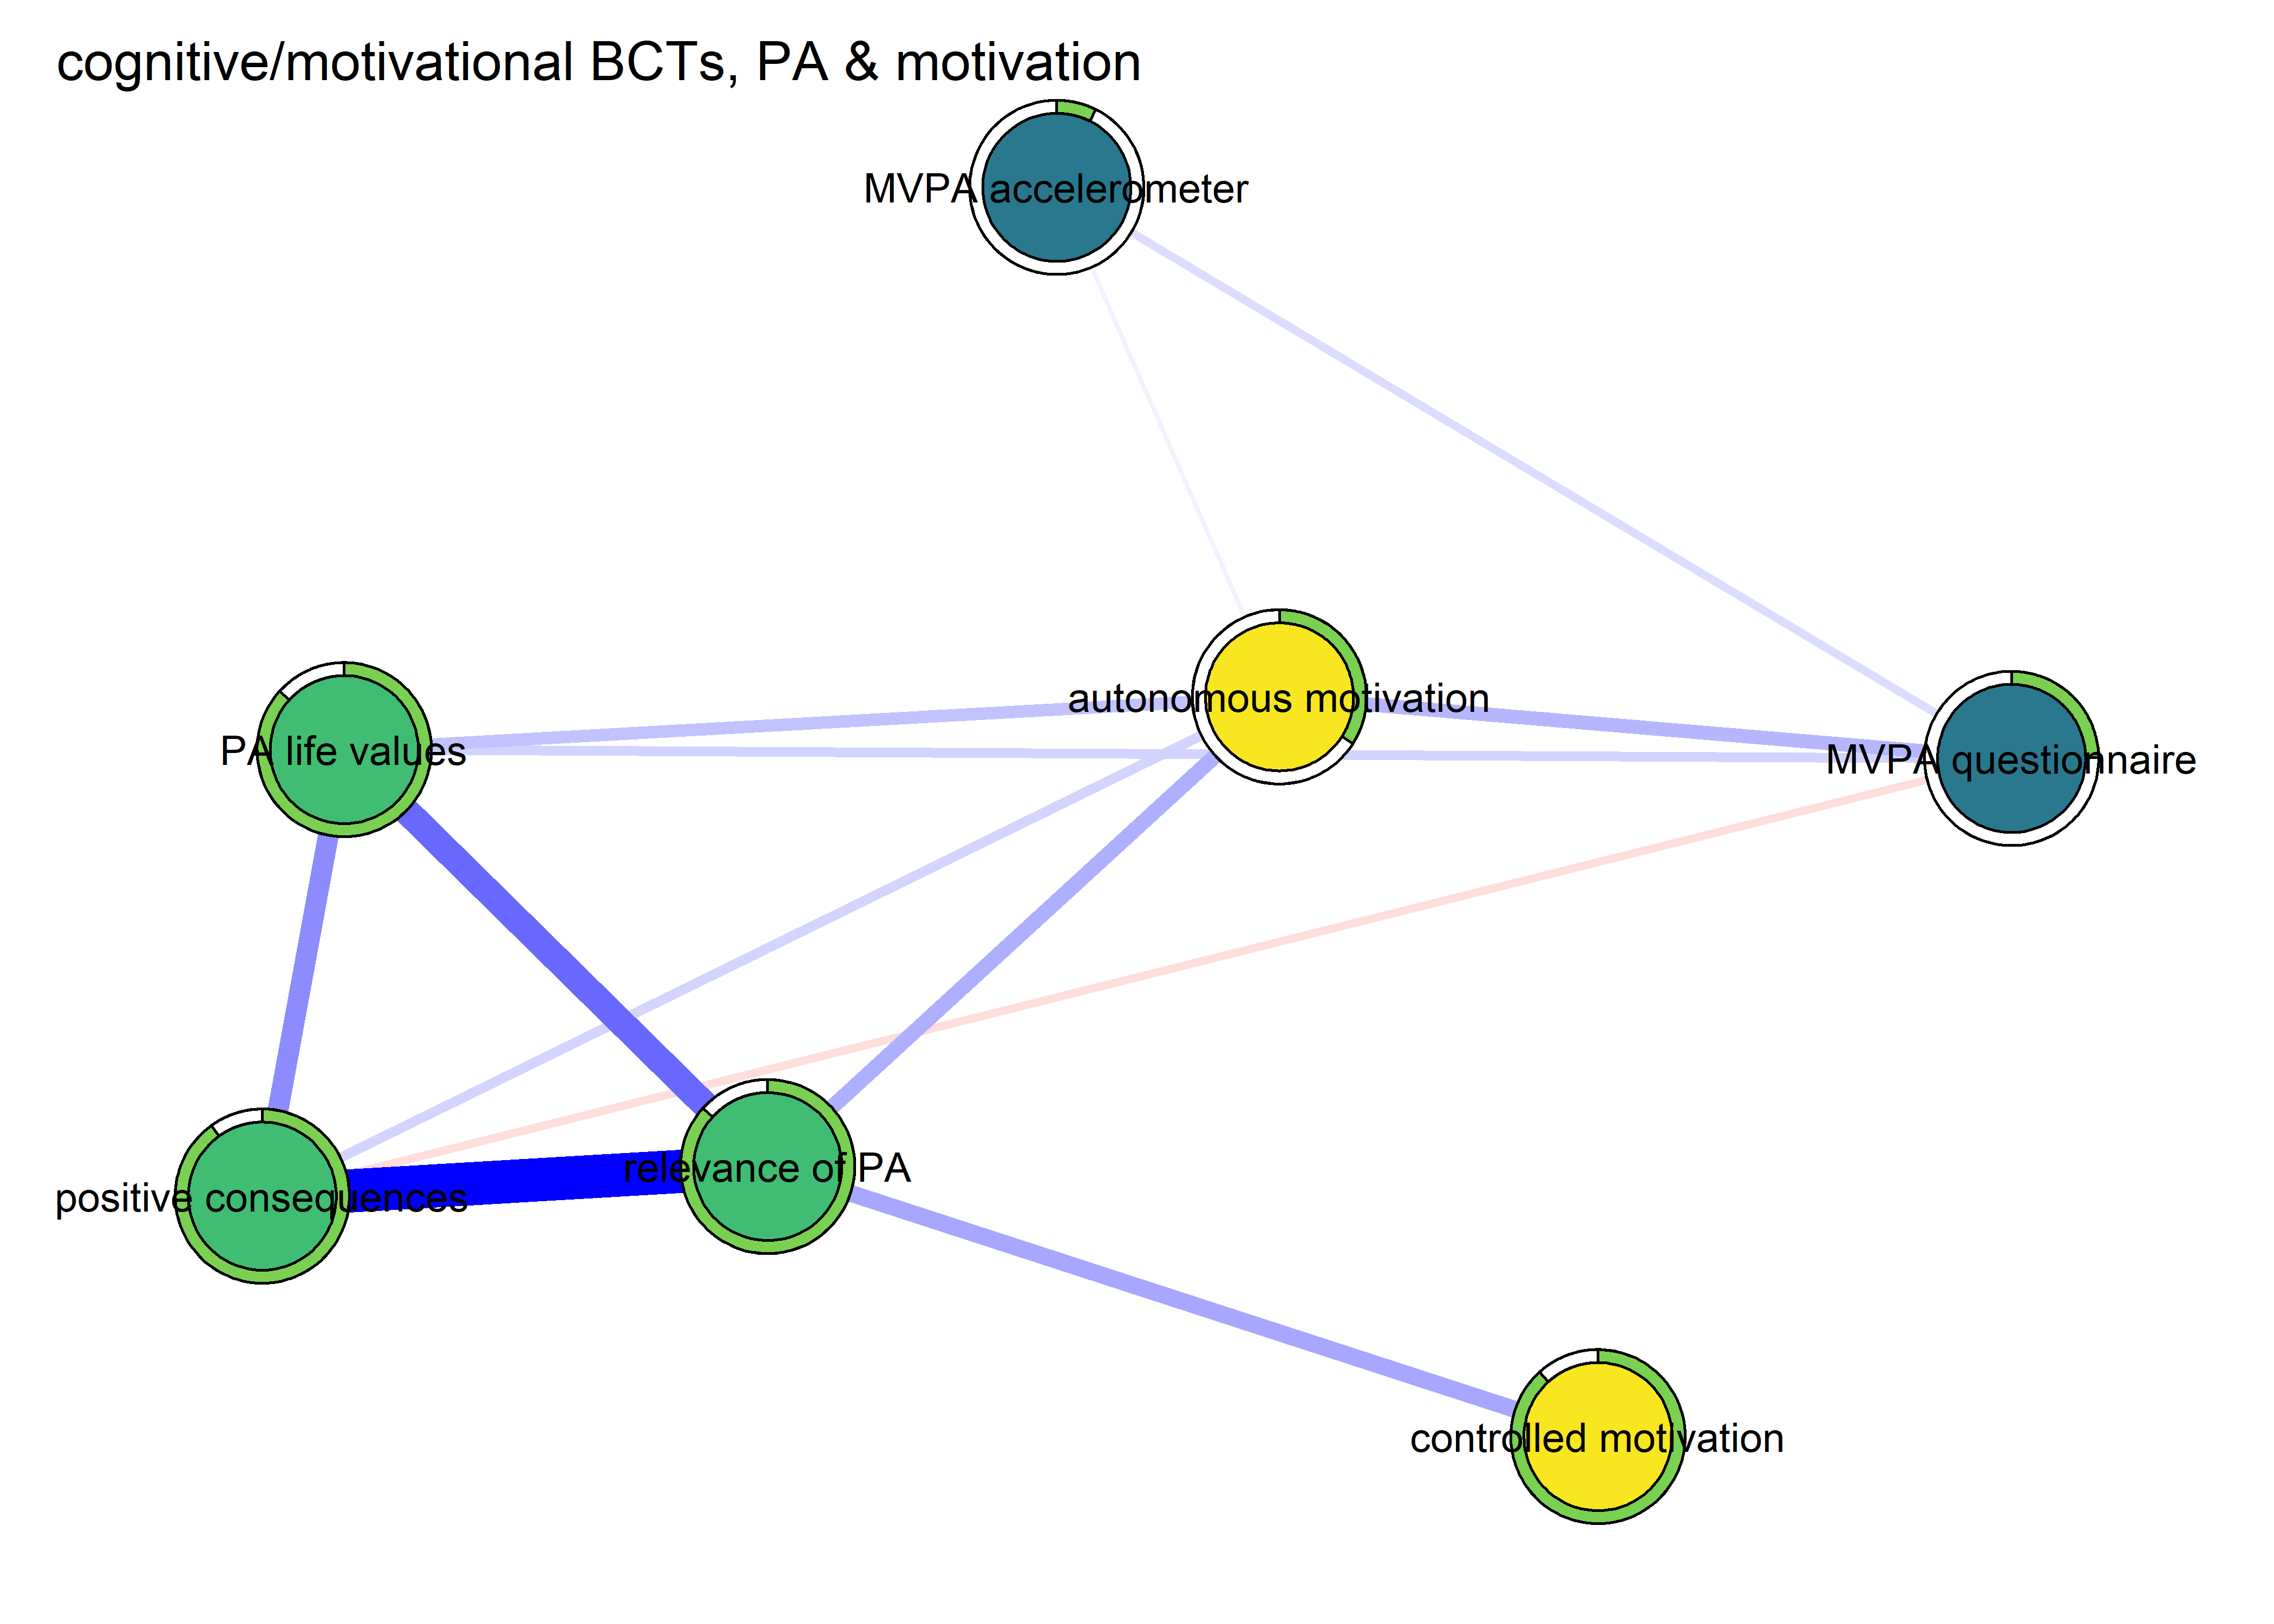 cognitive/motivational BCTs, PA & motivation
MVPA accelerometer
autonomous motivation
PA life values
MVPA questionnaire
relevance of PA
positive consequences
controlled motivation